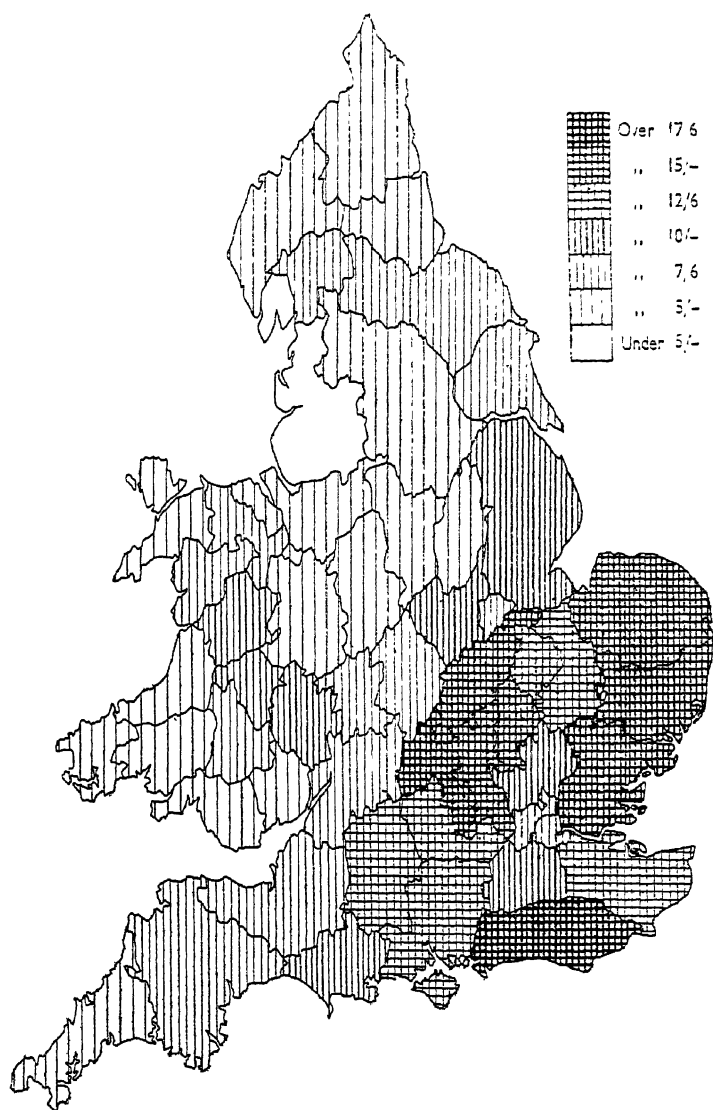 Over 17 6
,, 15/–
,, 12/6
,, 10/–
,, 7,6
,, 5/–
Under 5/–